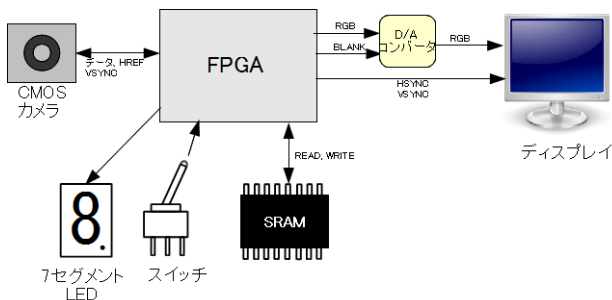 RGB
BLANK
D/A
コンバータ
RGB
FPGA
データ、HREF
VSYNC
HSYNC
VSYNC
CMOS
カメラ
ディスプレイ
READ, WRITE
8.
SRAM
7セグメント
LED
スイッチ